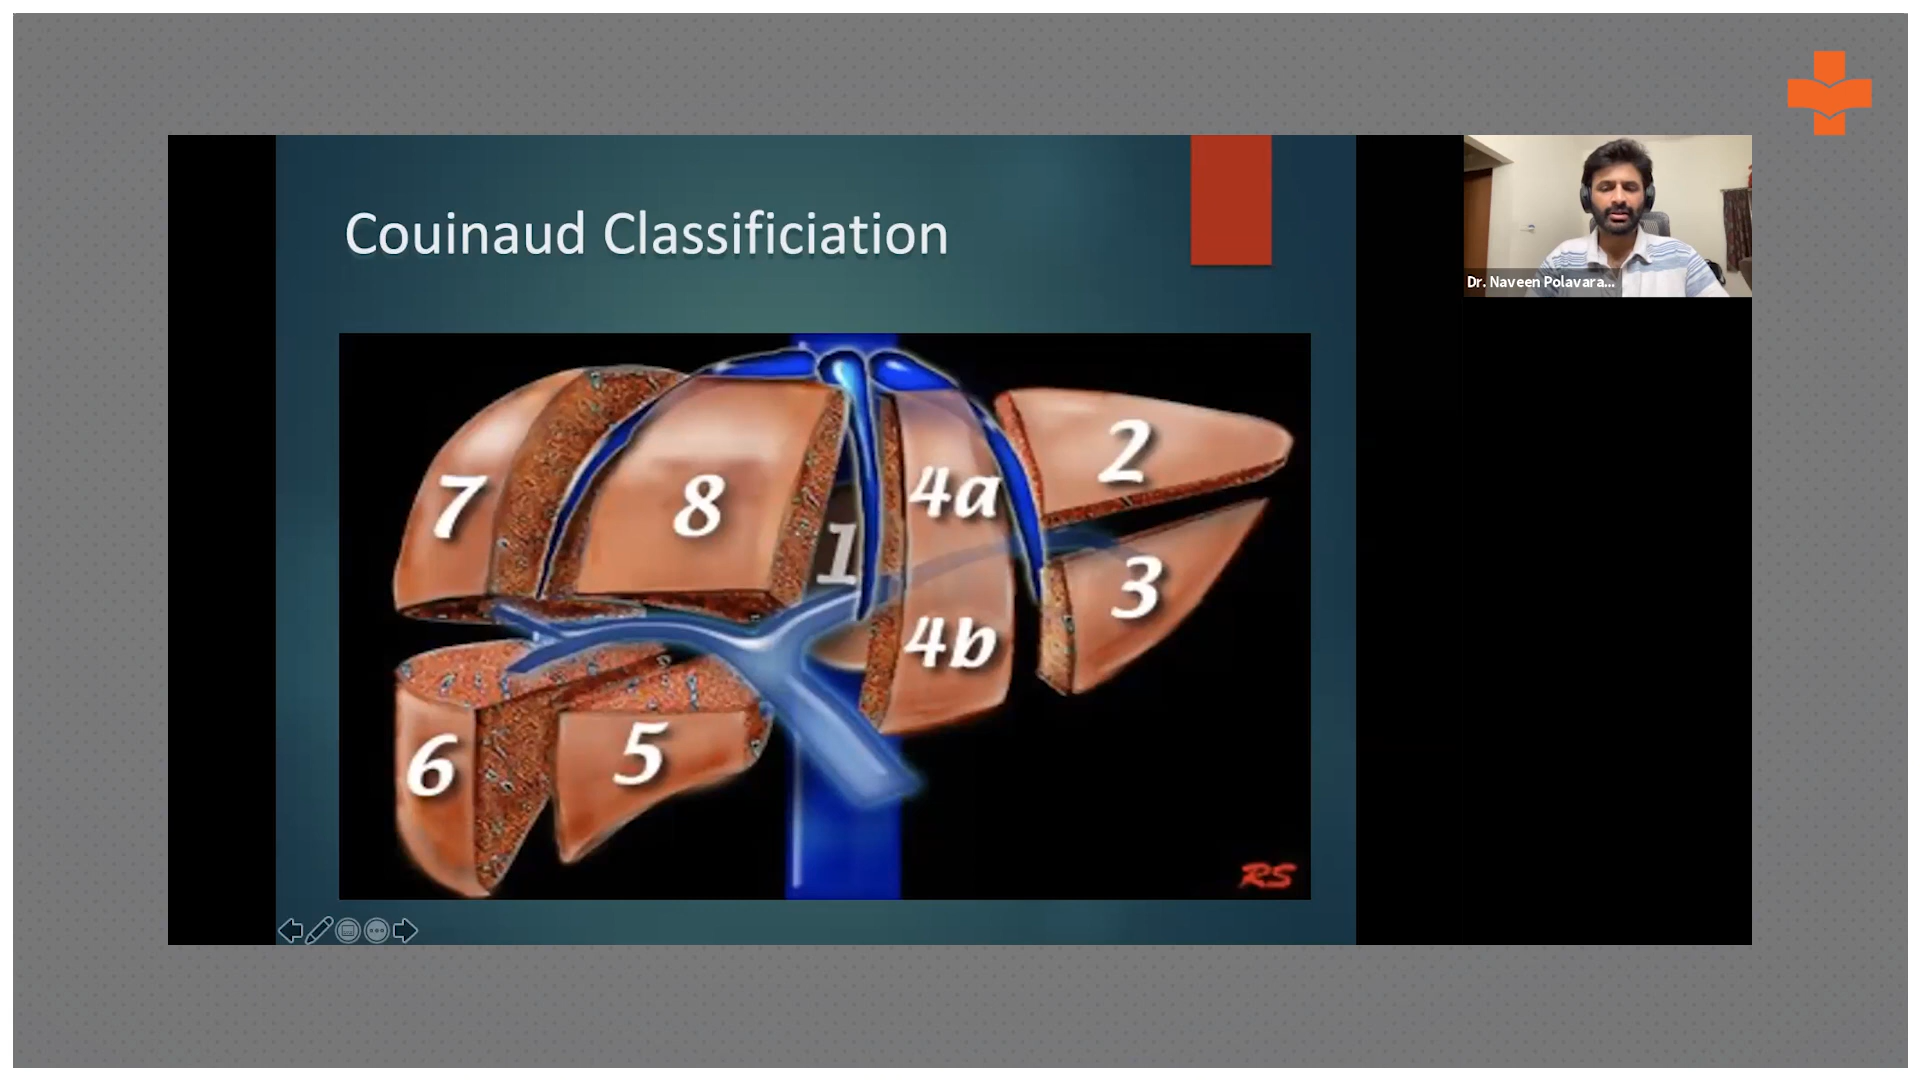 Couinaud Classificiation
Dr. Naveen Polavara...
7
8
1
4a
2
3
4b
6
5
RS